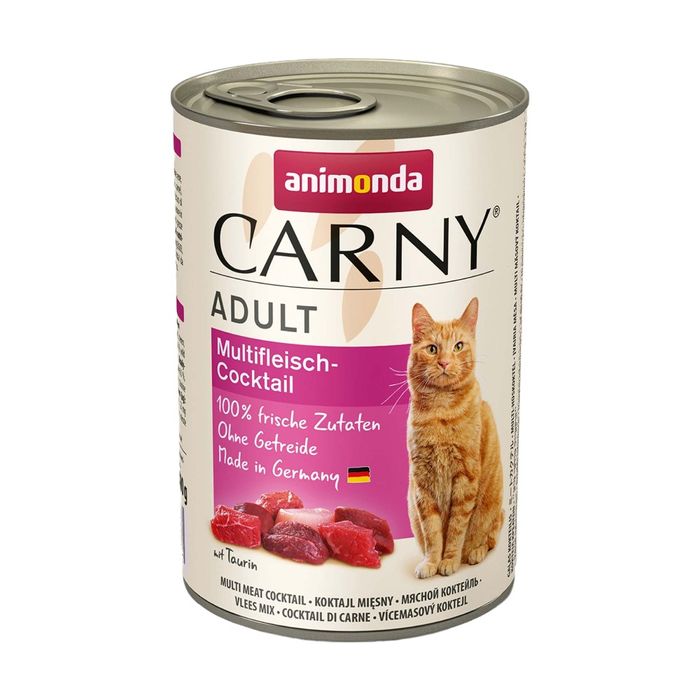 animonda
CARNY®
ADULT
Multifleisch-
Cocktail
100% frische Zutaten
Ohne Getreide
Made in Germany
mit Taurin
MULTI MEAT COCKTAIL • KOKTAJL MIĘSNY • МЯСНОЙ КОКТЕЙЛЬ •
VLEES MIX • COCKTAIL DI CARNE • VÍCEMASOVÝ KOKTEJL